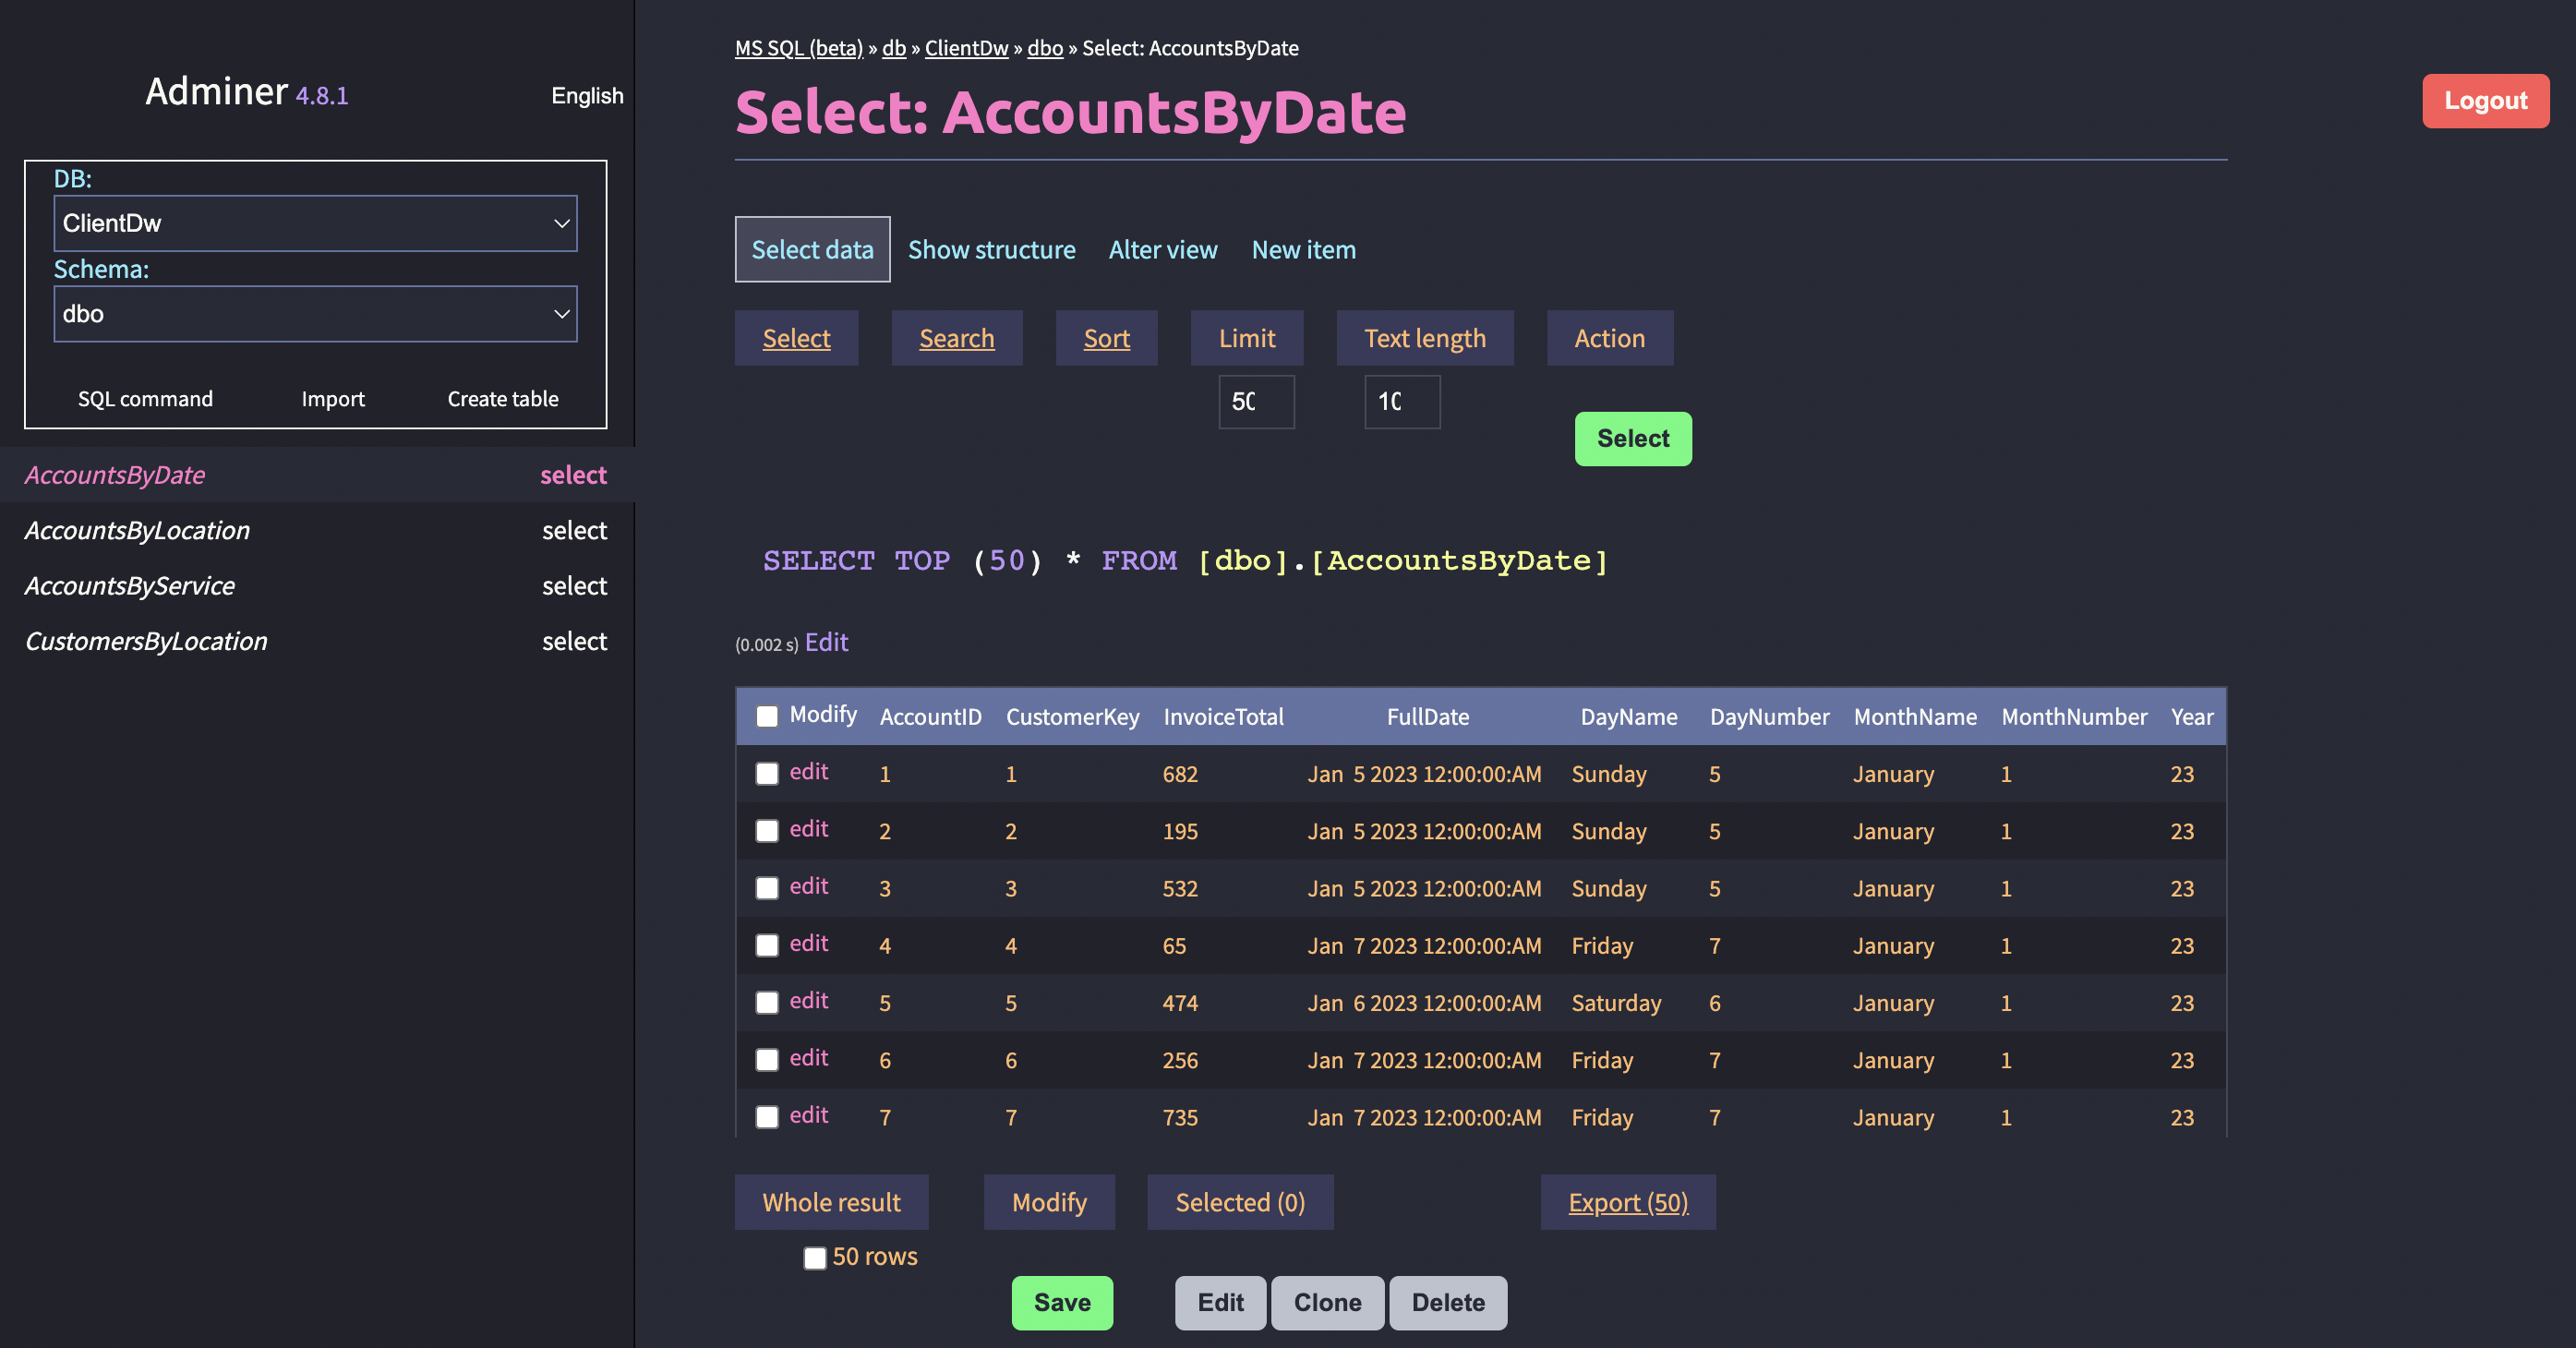 Adminer 4.8.1
English
DB:
ClientDw
Schema:
dbo
SQL command Import Create table
AccountsByDate select
AccountsByLocation select
AccountsByService select
CustomersByLocation select
MS SQL (beta) » db » ClientDw » dbo » Select: AccountsByDate
Select: AccountsByDate
Logout
Select data Show structure Alter view New item
Select Search Sort Limit Text length Action
50 10
Select
SELECT TOP (50) * FROM [dbo].[AccountsByDate]
(0.002 s) Edit
Modify AccountID CustomerKey InvoiceTotal FullDate DayName DayNumber MonthName MonthNumber Year
edit 1 1 682 Jan 5 2023 12:00:00:AM Sunday 5 January 1 23
edit 2 2 195 Jan 5 2023 12:00:00:AM Sunday 5 January 1 23
edit 3 3 532 Jan 5 2023 12:00:00:AM Sunday 5 January 1 23
edit 4 4 65 Jan 7 2023 12:00:00:AM Friday 7 January 1 23
edit 5 5 474 Jan 6 2023 12:00:00:AM Saturday 6 January 1 23
edit 6 6 256 Jan 7 2023 12:00:00:AM Friday 7 January 1 23
edit 7 7 735 Jan 7 2023 12:00:00:AM Friday 7 January 1 23
Whole result Modify Selected (0) Export (50)
50 rows
Save Edit Clone Delete